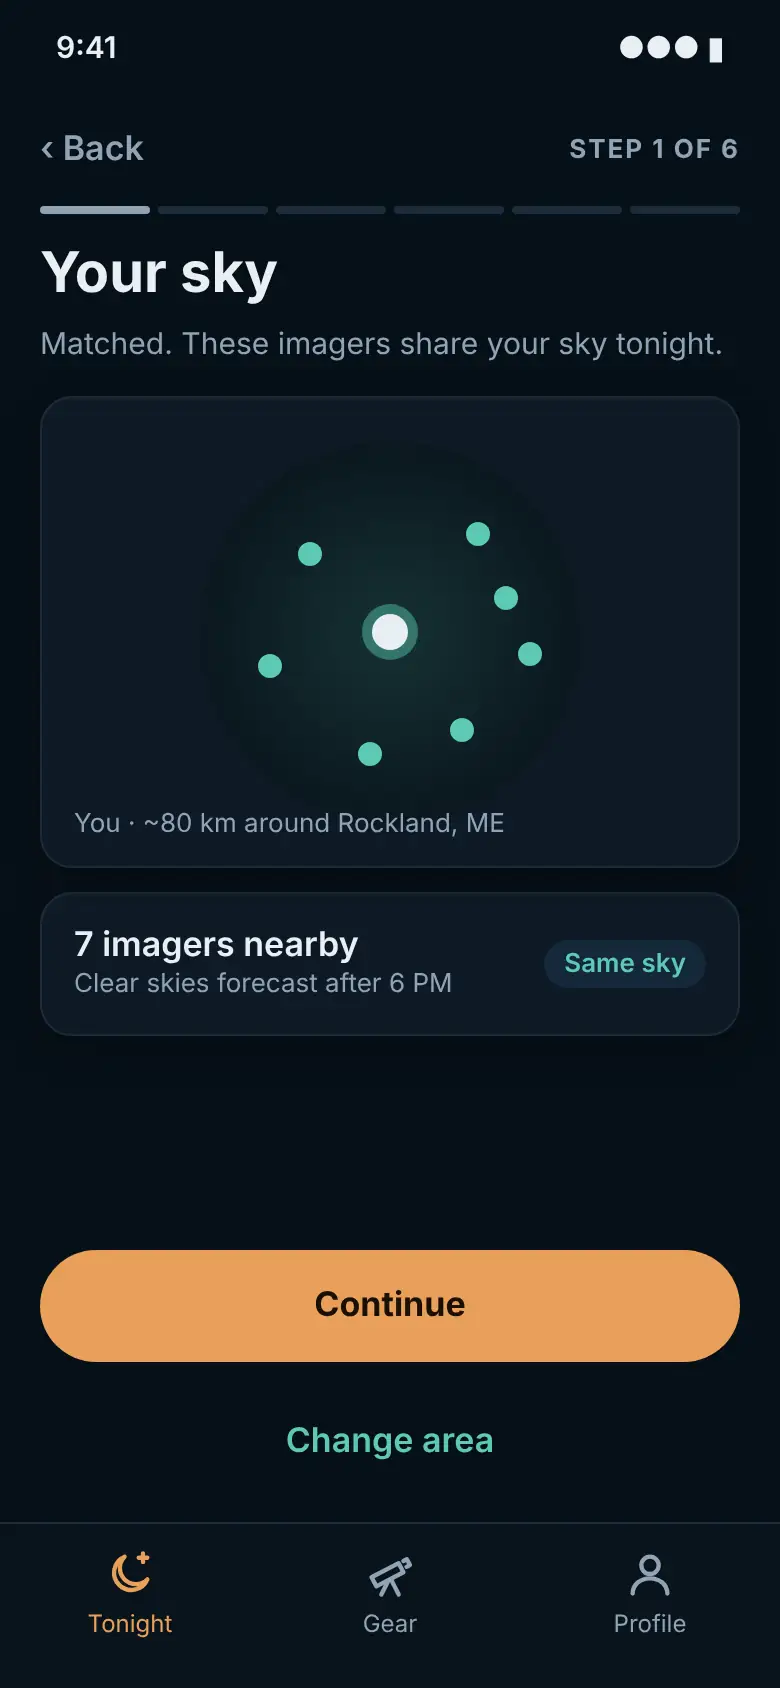 9:41
‹ Back
STEP 1 OF 6
Your sky
Matched. These imagers share your sky tonight.
You · ~80 km around Rockland, ME
7 imagers nearby
Clear skies forecast after 6 PM
Same sky
Continue
Change area
Tonight
Gear
Profile